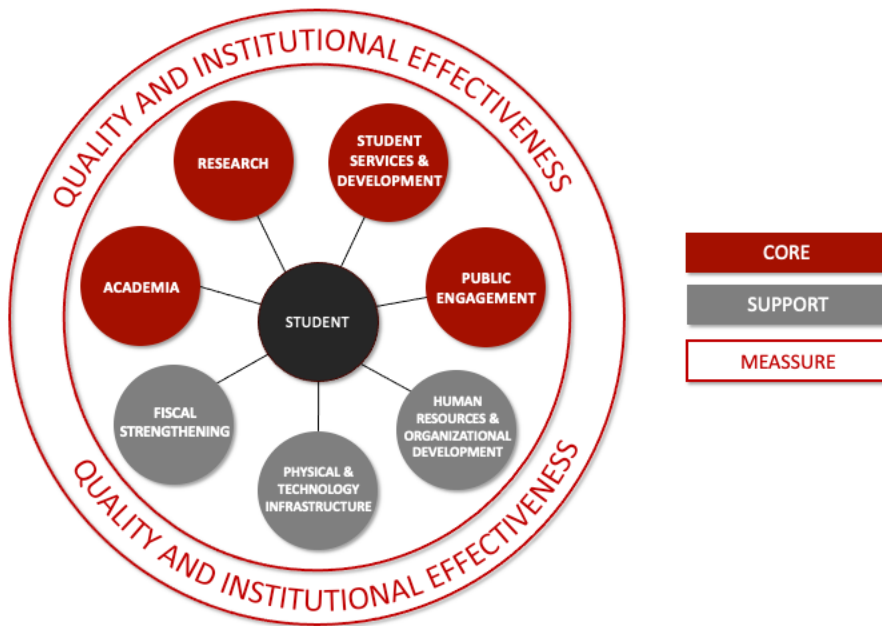 QUALITY AND INSTITUTIONAL EFFECTIVENESS
RESEARCH
STUDENT
SERVICES &
DEVELOPMENT
ACADEMIA
PUBLIC
ENGAGEMENT
STUDENT
FISCAL
STRENGTHENING
PHYSICAL &
TECHNOLOGY
INFRASTRUCTURE
HUMAN
RESOURCES &
ORGANIZATIONAL
DEVELOPMENT
QUALITY AND INSTITUTIONAL EFFECTIVENESS
CORE
SUPPORT
MEASSURE